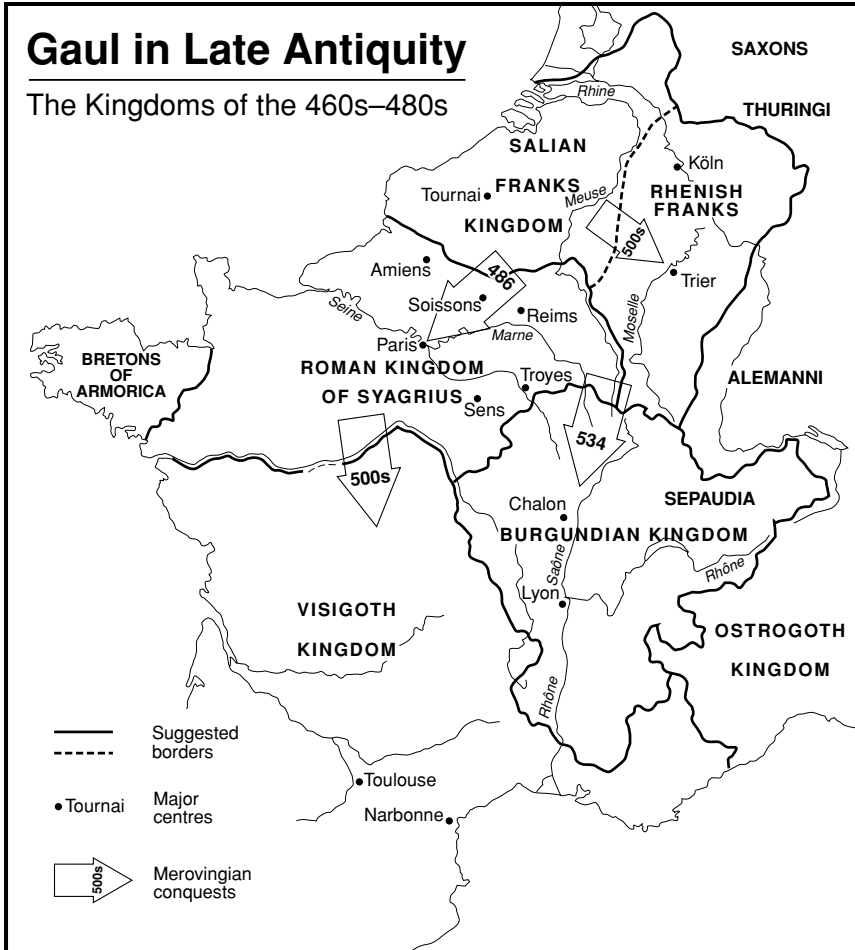 Gaul in Late Antiquity
The Kingdoms of the 460s–480s
SAXONS
THURINGI
Rhine
SALIAN
FRANKS
KINGDOM
Tournai
Meuse
Köln
RHENISH
FRANKS
500s
Trier
Moselle
Amiens
486
Soissons
Reims
Seine
Marne
Paris
BRETONS
OF
ARMORICA
ROMAN KINGDOM
OF SYAGRIUS
Troyes
Sens
ALEMANNI
534
500s
SEPAUDIA
Chalon
BURGUNDIAN KINGDOM
Saône
Rhône
Lyon
VISIGOTH
KINGDOM
OSTROGOTH
KINGDOM
Rhône
Toulouse
Narbonne
Suggested
borders
Tournai
Major
centres
500s
Merovingian
conquests